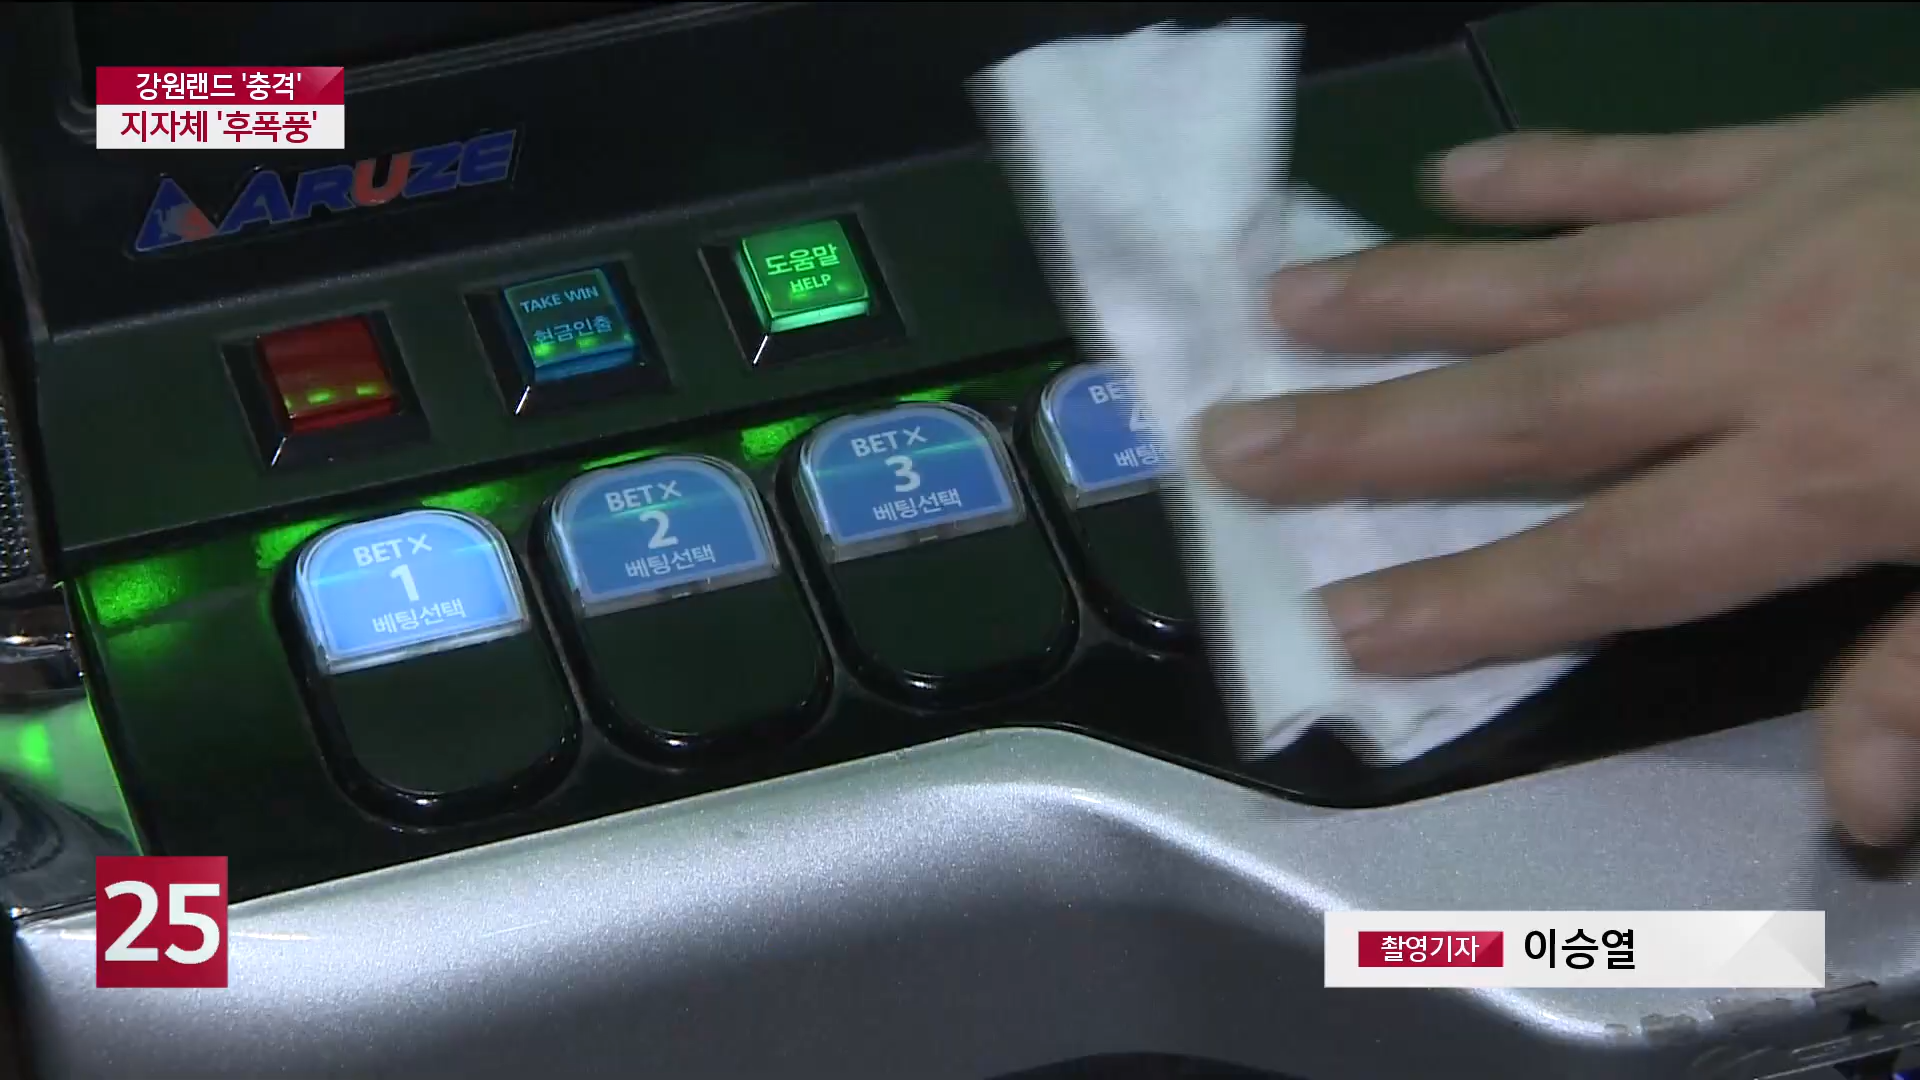 강원랜드 '충격'
지자체 '후폭풍'
ARUZE
TAKE WIN
현금인출
도움말
HELP
BET X
1
베팅선택
BET X
2
베팅선택
BET X
3
베팅선택
25
촬영기자 이승열